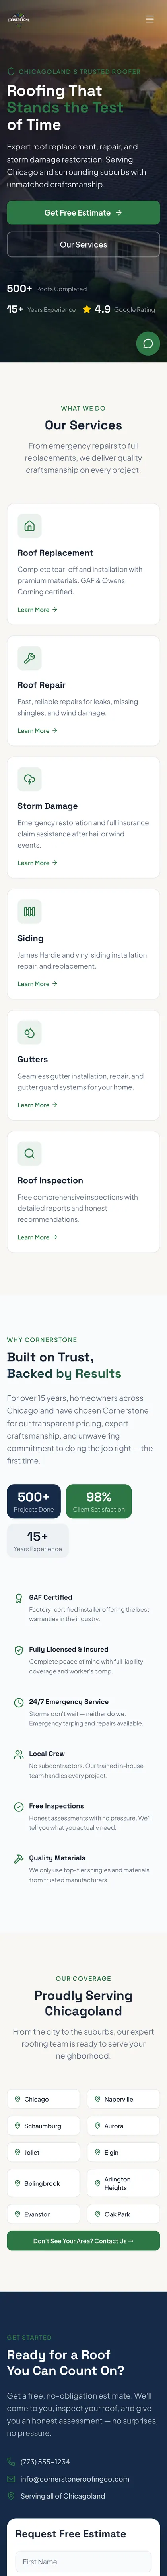 CORNERSTONE
CHICAGOLAND'S TRUSTED ROOFER
Roofing That
Stands the Test
of Time
Expert roof replacement, repair, and
storm damage restoration. Serving
Chicago and surrounding suburbs with
unmatched craftsmanship.
Get Free Estimate →
Our Services
500+ Roofs Completed
15+ Years Experience ★ 4.9 Google Rating
WHAT WE DO
Our Services
From emergency repairs to full
replacements, we deliver quality
craftsmanship on every project.
Roof Replacement
Complete tear-off and installation with
premium materials. GAF & Owens
Corning certified.
Learn More →
Roof Repair
Fast, reliable repairs for leaks, missing
shingles, and wind damage.
Learn More →
Storm Damage
Emergency restoration and full insurance
claim assistance after hail or wind
events.
Learn More →
Siding
James Hardie and vinyl siding installation,
repair, and replacement.
Learn More →
Gutters
Seamless gutter installation, repair, and
gutter guard systems for your home.
Learn More →
Roof Inspection
Free comprehensive inspections with
detailed reports and honest
recommendations.
Learn More →
WHY CORNERSTONE
Built on Trust,
Backed by Results
For over 15 years, homeowners across
Chicagoland have chosen Cornerstone
for our transparent pricing, expert
craftsmanship, and unwavering
commitment to doing the job right — the
first time.
500+
Projects Done
98%
Client Satisfaction
15+
Years Experience
GAF Certified
Factory-certified installer offering the best
warranties in the industry.
Fully Licensed & Insured
Complete peace of mind with full liability
coverage and worker's comp.
24/7 Emergency Service
Storms don't wait — neither do we.
Emergency tarping and repairs available.
Local Crew
No subcontractors. Our trained in-house
team handles every project.
Free Inspections
Honest assessments with no pressure. We'll
tell you what you actually need.
Quality Materials
We only use top-tier shingles and materials
from trusted manufacturers.
OUR COVERAGE
Proudly Serving
Chicagoland
From the city to the suburbs, our expert
roofing team is ready to serve your
neighborhood.
Chicago
Naperville
Schaumburg
Aurora
Joliet
Elgin
Bolingbrook
Arlington
Heights
Evanston
Oak Park
Don't See Your Area? Contact Us →
GET STARTED
Ready for a Roof
You Can Count On?
Get a free, no-obligation estimate. We'll
come to you, inspect your roof, and give
you an honest assessment — no surprises,
no pressure.
(773) 555-1234
info@cornerstoneroofingco.com
Serving all of Chicagoland
Request Free Estimate
First Name